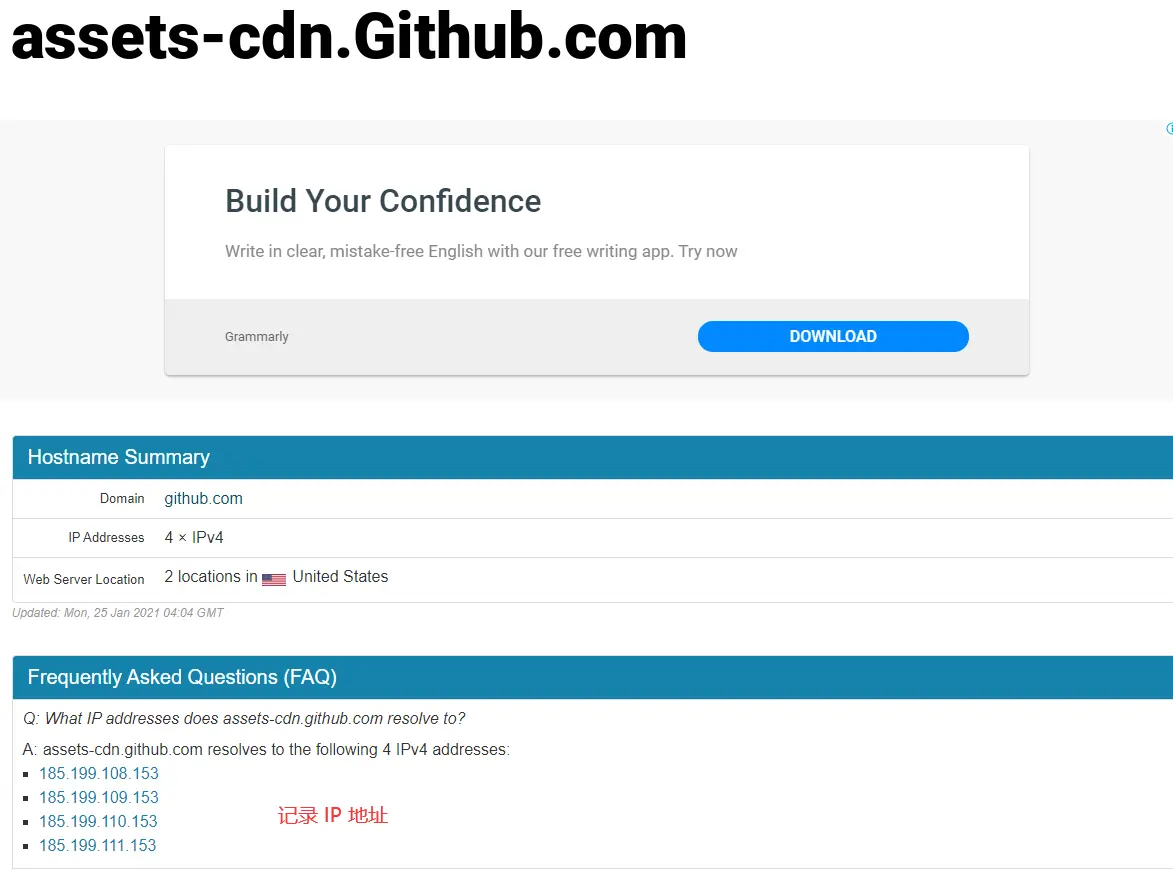 assets-cdn.Github.com
Build Your Confidence
Write in clear, mistake-free English with our free writing app. Try now
Grammarly
DOWNLOAD
Hostname Summary
Domain github.com
IP Addresses 4 × IPv4
Web Server Location 2 locations in United States
Updated: Mon, 25 Jan 2021 04:04 GMT
Frequently Asked Questions (FAQ)
Q: What IP addresses does assets-cdn.github.com resolve to?
A: assets-cdn.github.com resolves to the following 4 IPv4 addresses:
185.199.108.153
185.199.109.153
记录 IP 地址
185.199.110.153
185.199.111.153